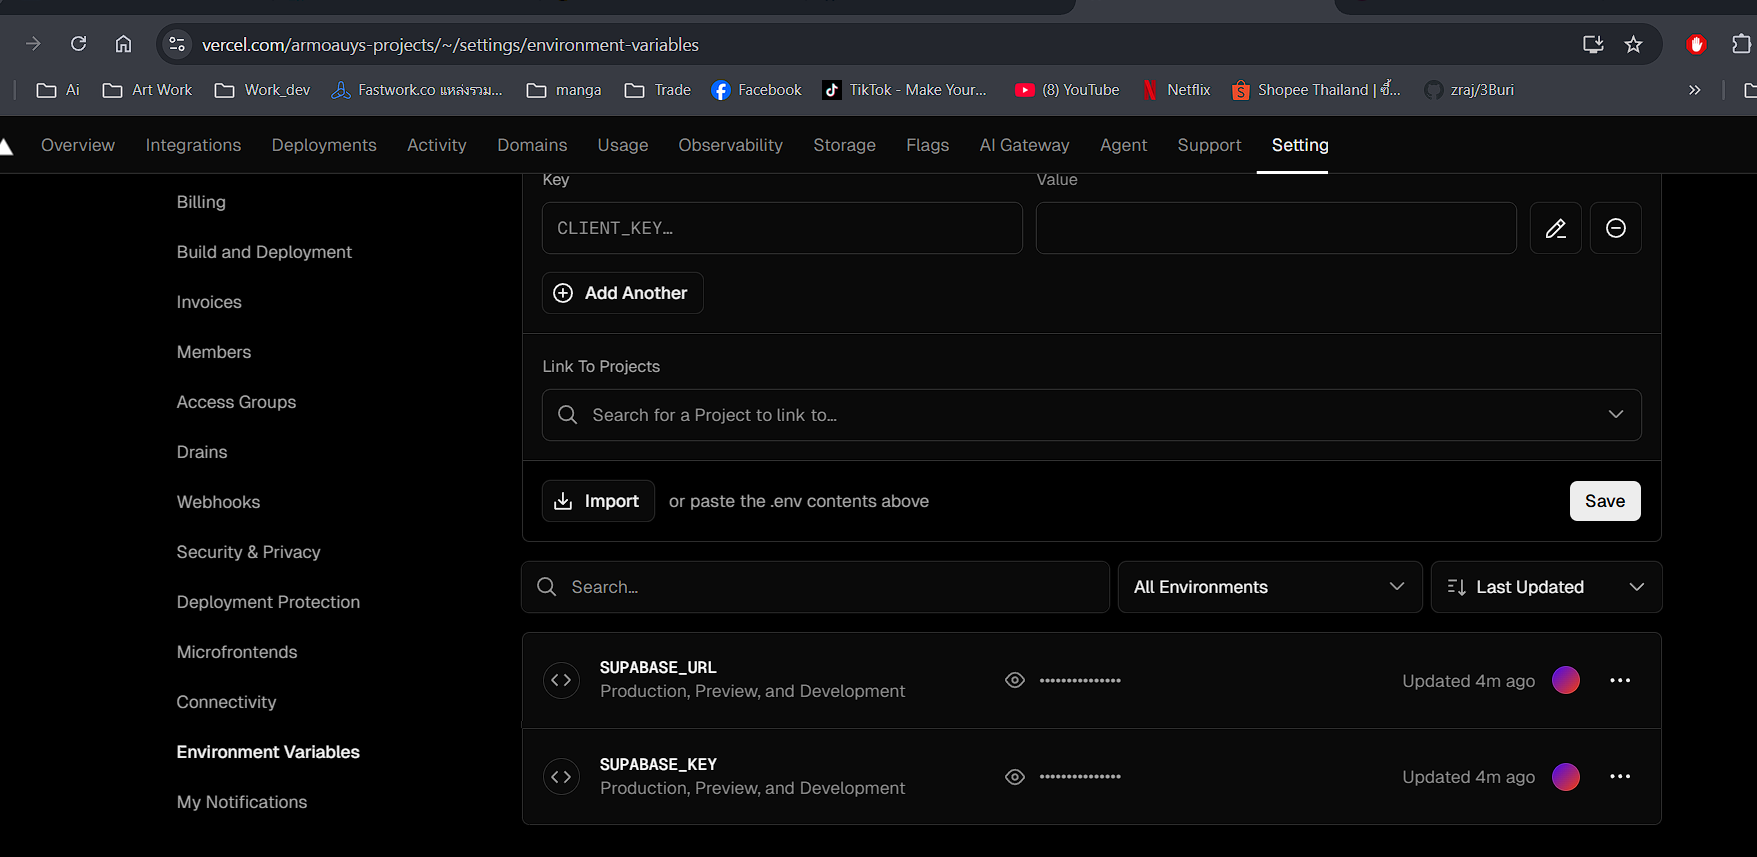 vercel.com/armoauys-projects/~/settings/environment-variables
Ai
Art Work
Work_dev
Fastwork.co แหล่งรวม...
manga
Trade
Facebook
TikTok - Make Your...
(8) YouTube
Netflix
Shopee Thailand | ซื้...
zraj/3Buri
Overview
Integrations
Deployments
Activity
Domains
Usage
Observability
Storage
Flags
AI Gateway
Agent
Support
Setting
Billing
Build and Deployment
Invoices
Members
Access Groups
Drains
Webhooks
Security & Privacy
Deployment Protection
Microfrontends
Connectivity
Environment Variables
My Notifications
Key
Value
CLIENT_KEY...
Add Another
Link To Projects
Search for a Project to link to...
Import
or paste the .env contents above
Save
Search...
All Environments
Last Updated
SUPABASE_URL
Production, Preview, and Development
•••••••••••••••
Updated 4m ago
SUPABASE_KEY
Production, Preview, and Development
•••••••••••••••
Updated 4m ago